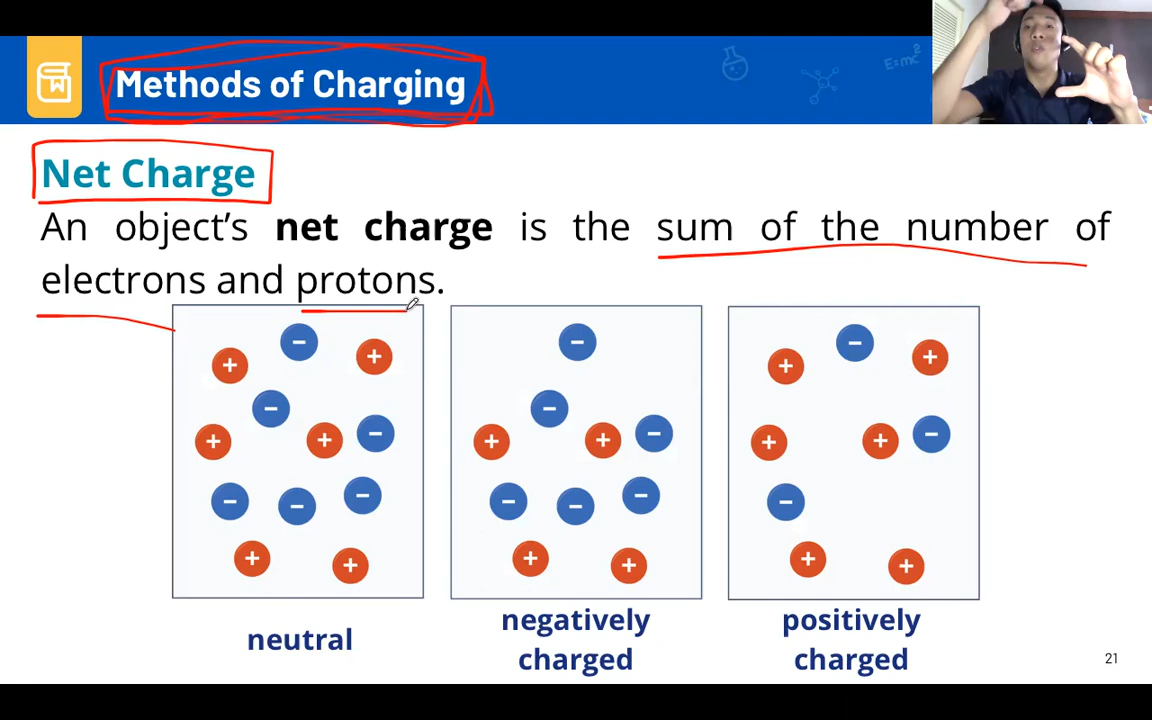 Methods of Charging
E=mc²
Net Charge
An object's net charge is the sum of the number of
electrons and protons.
+ − +
−
+ + −
− − −
+ +
−
−
+ + −
− − −
+ +
+ − +
+ + −
−
+ +
neutral
negatively
charged
positively
charged
21